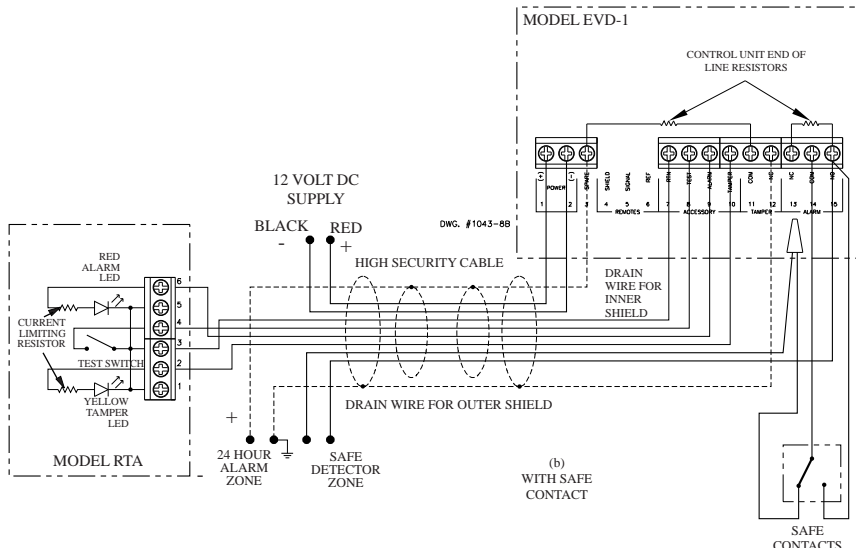 MODEL EVD-1
CONTROL UNIT END OF
LINE RESISTORS
(+)
POWER
(-)
SPARE
SHIELD
SIGNAL
REF
RTN
TEST
ALARM
TAMPER
COM
NC
NC
COM
NO
1 2 3 4 5 6 7 8 9 10 11 12 13 14 15
REMOTES ACCESSORY TAMPER ALARM
DWG. #1043-8B
12 VOLT DC
SUPPLY
BLACK RED
- +
HIGH SECURITY CABLE
DRAIN
WIRE FOR
INNER
SHIELD
RED
ALARM
LED
CURRENT
LIMITING
RESISTOR
TEST SWITCH
YELLOW
TAMPER
LED
6
5
4
3
2
1
MODEL RTA
DRAIN WIRE FOR OUTER SHIELD
+
24 HOUR
ALARM
ZONE
SAFE
DETECTOR
ZONE
(b)
WITH SAFE
CONTACT
SAFE
CONTACTS